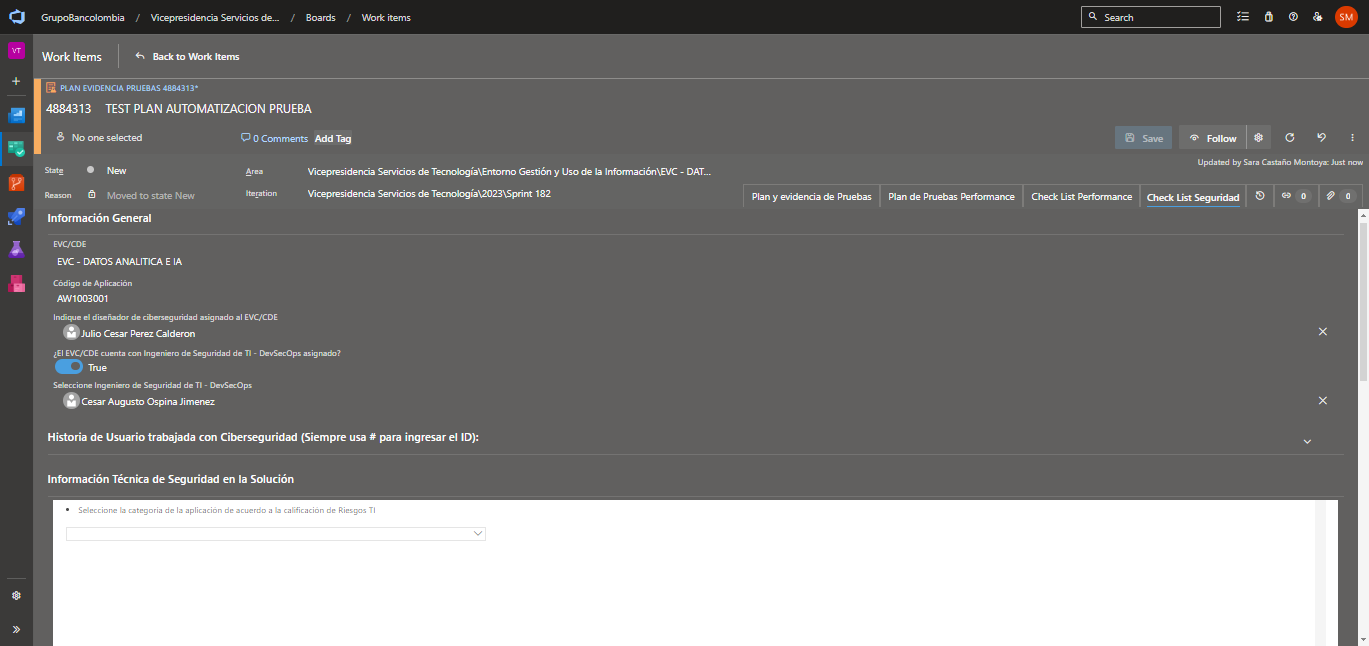 GrupoBancolombia / Vicepresidencia Servicios de... / Boards / Work items
Search
SM
VT
Work Items
Back to Work Items
PLAN EVIDENCIA PRUEBAS 4884313*
4884313 TEST PLAN AUTOMATIZACION PRUEBA
No one selected
0 Comments
Add Tag
Save
Follow
Updated by Sara Castaño Montoya: Just now
State New
Area Vicepresidencia Servicios de Tecnología\Entorno Gestión y Uso de la Información\EVC - DAT...
Reason Moved to state New
Iteration Vicepresidencia Servicios de Tecnología\2023\Sprint 182
Plan y evidencia de Pruebas
Plan de Pruebas Performance
Check List Performance
Check List Seguridad
0
0
Información General
EVC/CDE
EVC - DATOS ANALITICA E IA
Código de Aplicación
AW1003001
Indique el diseñador de ciberseguridad asignado al EVC/CDE
Julio Cesar Perez Calderon
¿El EVC/CDE cuenta con Ingeniero de Seguridad de TI - DevSecOps asignado?
True
Seleccione Ingeniero de Seguridad de TI - DevSecOps
Cesar Augusto Ospina Jimenez
Historia de Usuario trabajada con Ciberseguridad (Siempre usa # para ingresar el ID):
Información Técnica de Seguridad en la Solución
• Seleccione la categoria de la aplicación de acuerdo a la calificación de Riesgos TI